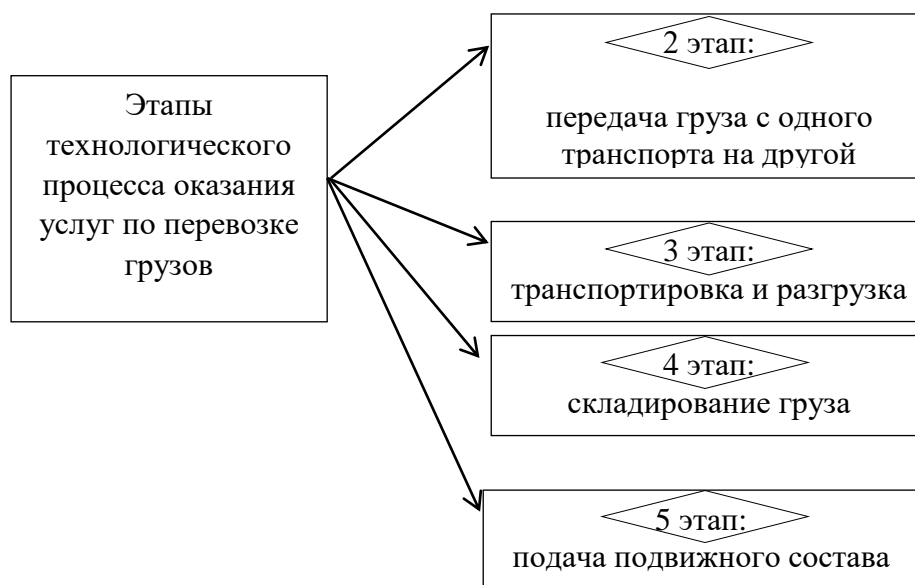 Этапы
технологического
процесса оказания
услуг по перевозке
грузов
2 этап:
передача груза с одного
транспорта на другой
3 этап:
транспортировка и разгрузка
4 этап:
складирование груза
5 этап:
подача подвижного состава